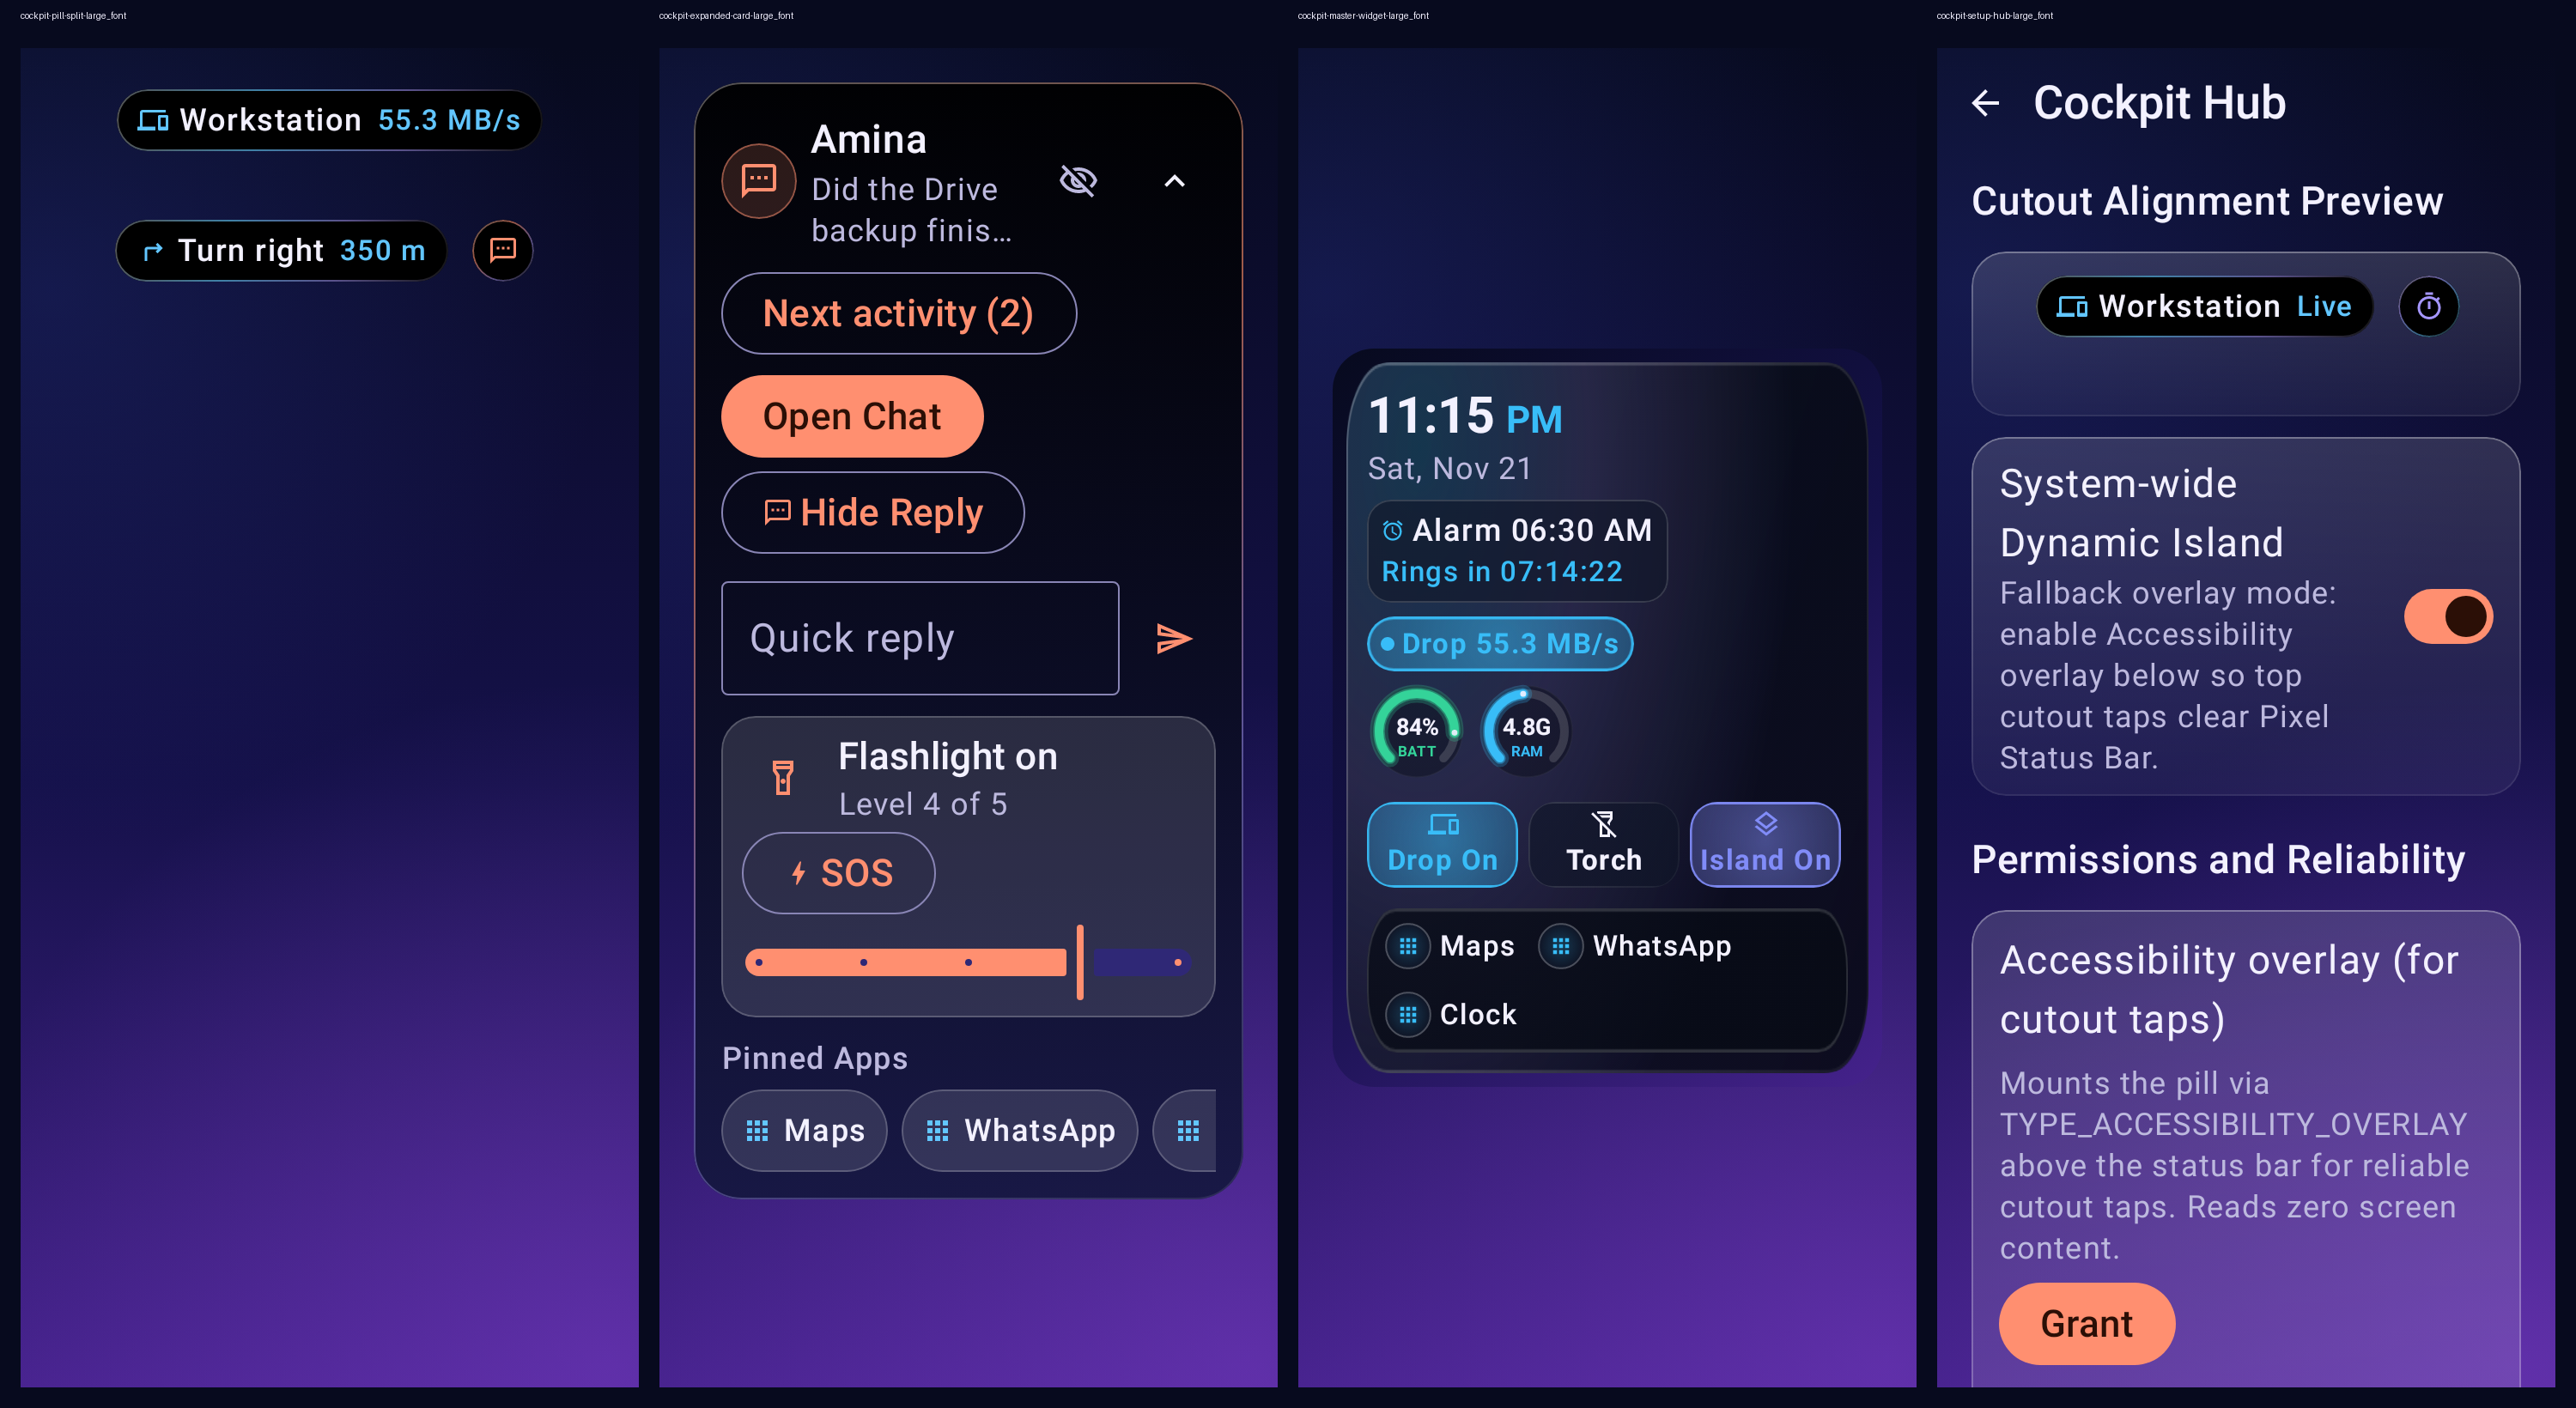 cockpit-pill-split-large_font
Workstation 55.3 MB/s
Turn right 350 m
cockpit-expanded-card-large_font
Amina
Did the Drive
backup finis…
Next activity (2)
Open Chat
Hide Reply
Quick reply
Flashlight on
Level 4 of 5
SOS
Pinned Apps
Maps WhatsApp
cockpit-master-widget-large_font
11:15 PM
Sat, Nov 21
Alarm 06:30 AM
Rings in 07:14:22
Drop 55.3 MB/s
84% 4.8G
BATT RAM
Drop On Torch Island On
Maps WhatsApp
Clock
cockpit-setup-hub-large_font
Cockpit Hub
Cutout Alignment Preview
Workstation Live
System-wide
Dynamic Island
Fallback overlay mode:
enable Accessibility
overlay below so top
cutout taps clear Pixel
Status Bar.
Permissions and Reliability
Accessibility overlay (for
cutout taps)
Mounts the pill via
TYPE_ACCESSIBILITY_OVERLAY
above the status bar for reliable
cutout taps. Reads zero screen
content.
Grant